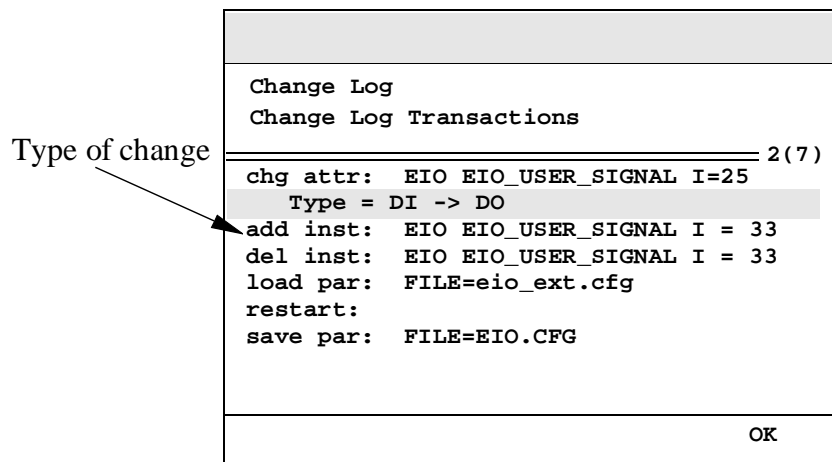 Change Log
Change Log Transactions
Type of change
2(7)
chg attr: EIO EIO_USER_SIGNAL I=25
Type = DI -> DO
add inst: EIO EIO_USER_SIGNAL I = 33
del inst: EIO EIO_USER_SIGNAL I = 33
load par: FILE=eio_ext.cfg
restart:
save par: FILE=EIO.CFG
OK